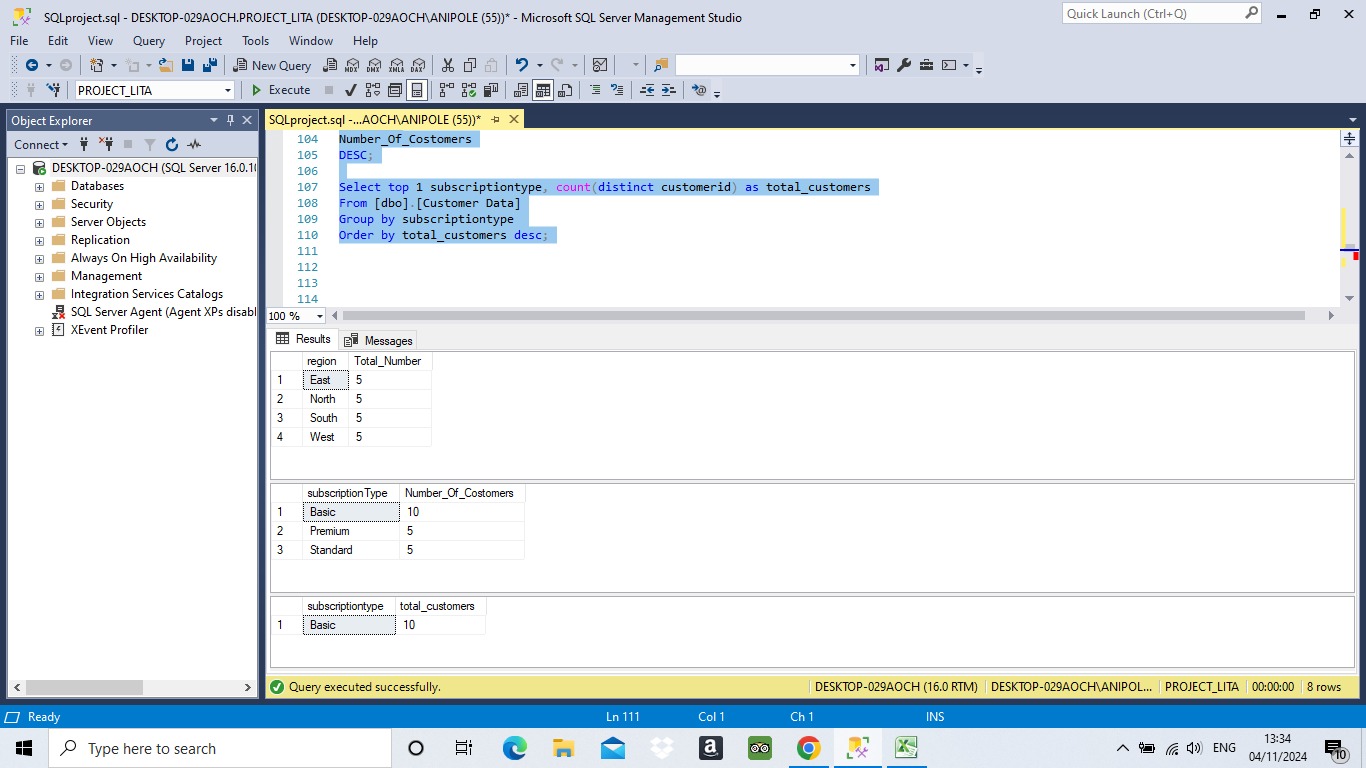 SQLproject.sql - DESKTOP-029AOCH.PROJECT_LITA (DESKTOP-029AOCH\ANIPOLE (55))* - Microsoft SQL Server Management Studio
Quick Launch (Ctrl+Q)
File Edit View Query Project Tools Window Help
New Query MDX DMX XMLA DAX
PROJECT_LITA Execute
Object Explorer
SQLproject.sql -...AOCH\ANIPOLE (55))*
Connect
DESKTOP-029AOCH (SQL Server 16.0.10
Databases
Security
Server Objects
Replication
Always On High Availability
Management
Integration Services Catalogs
SQL Server Agent (Agent XPs disabl
XEvent Profiler
104 Number_Of_Costomers
105 DESC;
106
107 Select top 1 subscriptiontype, count(distinct customerid) as total_customers
108 From [dbo].[Customer Data]
109 Group by subscriptiontype
110 Order by total_customers desc;
111
112
113
114
100 %
Results Messages
region Total_Number
1 East 5
2 North 5
3 South 5
4 West 5
subscriptionType Number_Of_Costomers
1 Basic 10
2 Premium 5
3 Standard 5
subscriptiontype total_customers
1 Basic 10
Query executed successfully. DESKTOP-029AOCH (16.0 RTM) DESKTOP-029AOCH\ANIPOL... PROJECT_LITA 00:00:00 8 rows
Ready Ln 111 Col 1 Ch 1 INS
Type here to search
ENG
13:34
04/11/2024
10